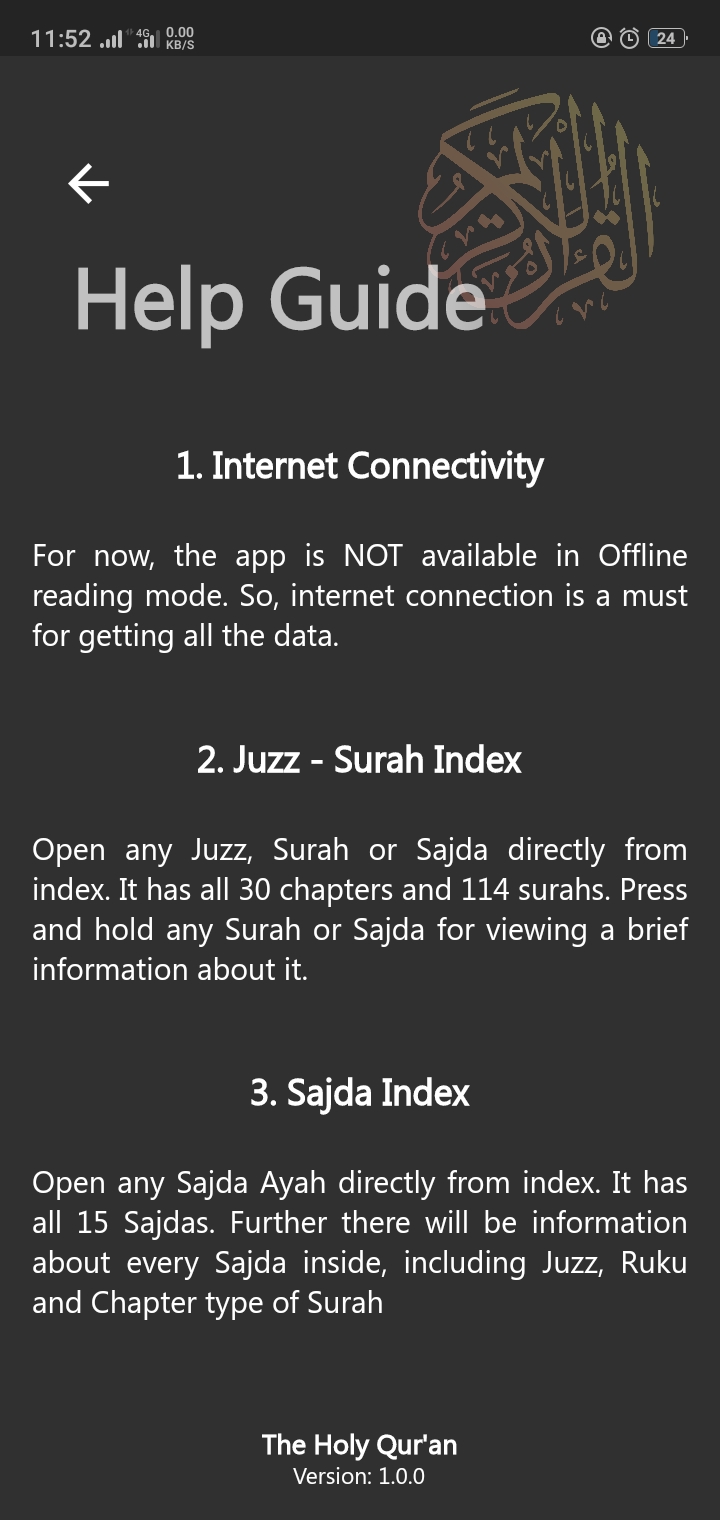 11:52 4G 0.00 KB/S 24
القرآن الكريم
Help Guide
1. Internet Connectivity
For now, the app is NOT available in Offline
reading mode. So, internet connection is a must
for getting all the data.
2. Juzz - Surah Index
Open any Juzz, Surah or Sajda directly from
index. It has all 30 chapters and 114 surahs. Press
and hold any Surah or Sajda for viewing a brief
information about it.
3. Sajda Index
Open any Sajda Ayah directly from index. It has
all 15 Sajdas. Further there will be information
about every Sajda inside, including Juzz, Ruku
and Chapter type of Surah
The Holy Qur'an
Version: 1.0.0